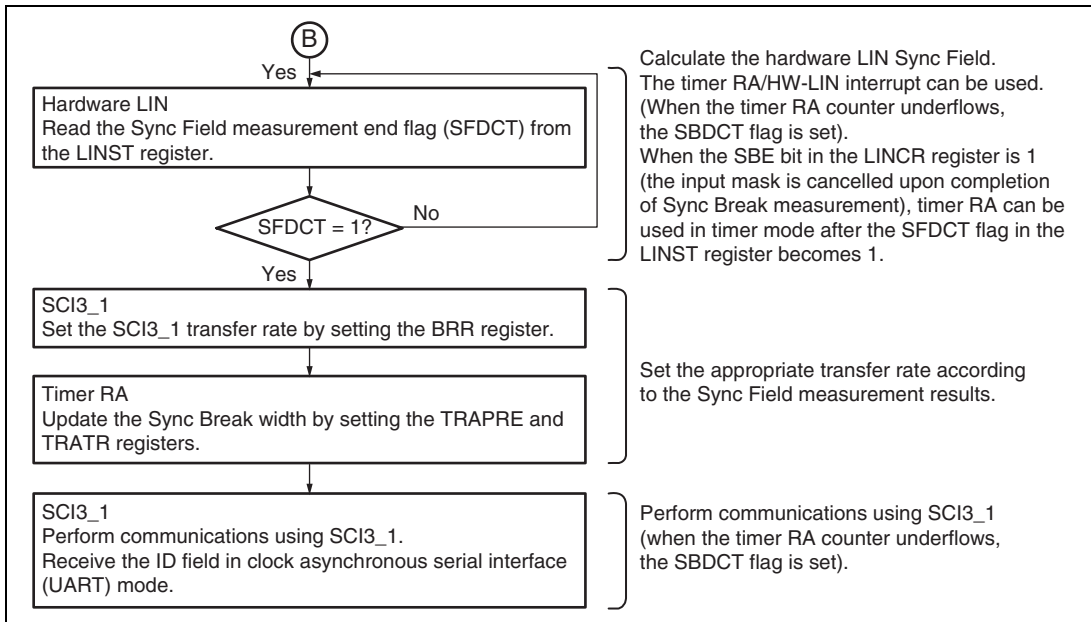 B
Yes
Hardware LIN
Read the Sync Field measurement end flag (SFDCT) from
the LINST register.
SFDCT = 1?
No
Yes
SCI3_1
Set the SCI3_1 transfer rate by setting the BRR register.
Timer RA
Update the Sync Break width by setting the TRAPRE and
TRATR registers.
SCI3_1
Perform communications using SCI3_1.
Receive the ID field in clock asynchronous serial interface
(UART) mode.
Calculate the hardware LIN Sync Field.
The timer RA/HW-LIN interrupt can be used.
(When the timer RA counter underflows,
the SBDCT flag is set).
When the SBE bit in the LINCR register is 1
(the input mask is cancelled upon completion
of Sync Break measurement), timer RA can be
used in timer mode after the SFDCT flag in the
LINST register becomes 1.
Set the appropriate transfer rate according
to the Sync Field measurement results.
Perform communications using SCI3_1
(when the timer RA counter underflows,
the SBDCT flag is set).